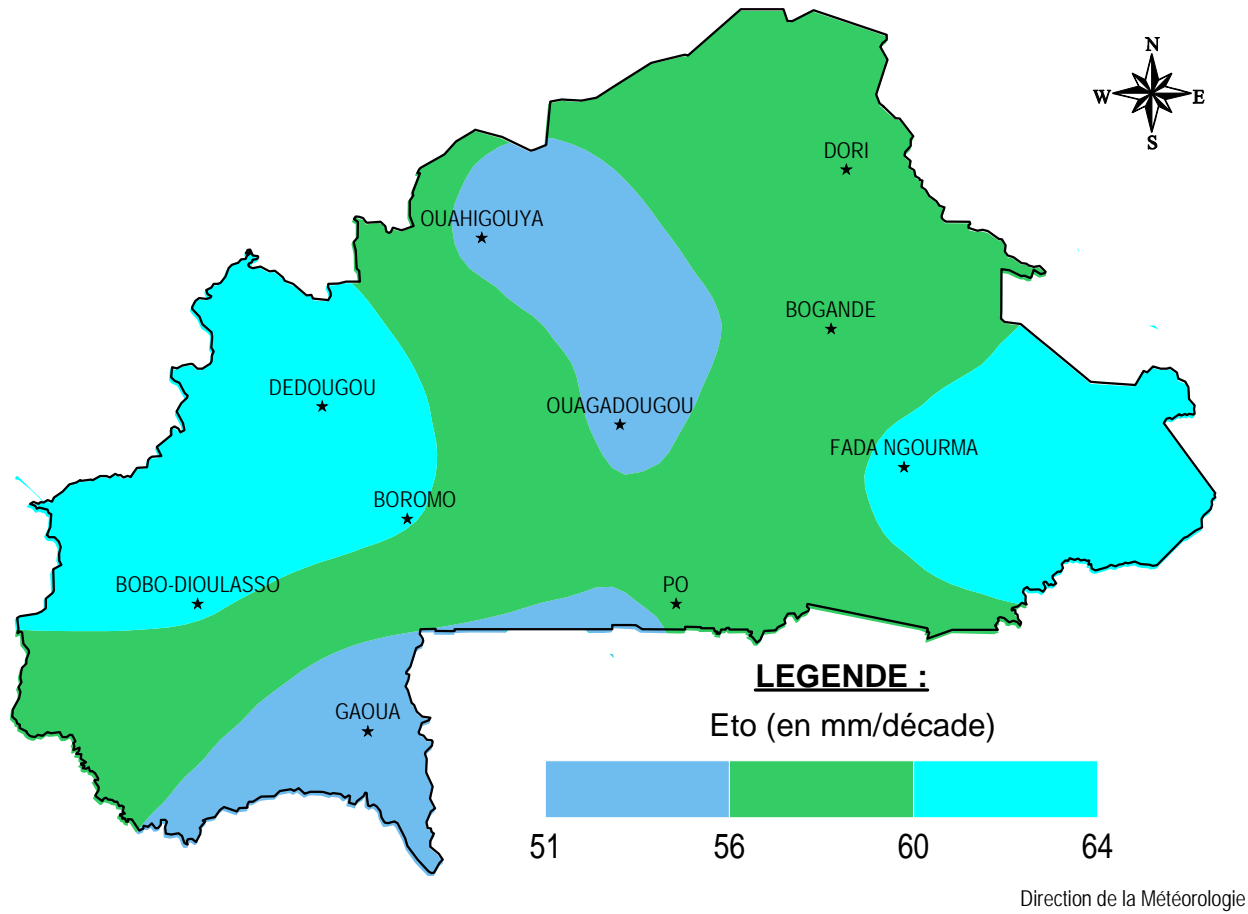 N
W E
S
DORI
OUAHIGOUYA
BOGANDE
DEDOUGOU
OUAGADOUGOU
FADA NGOURMA
BOROMO
BOBO-DIOULASSO
PO
GAOUA
LEGENDE :
Eto (en mm/décade)
51 56 60 64
Direction de la Météorologie